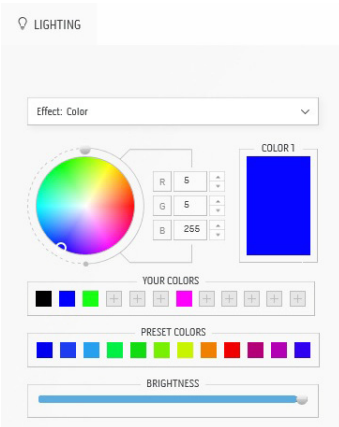 LIGHTING
Effect: Color
COLOR 1
R 5
G 5
B 255
YOUR COLORS
PRESET COLORS
BRIGHTNESS